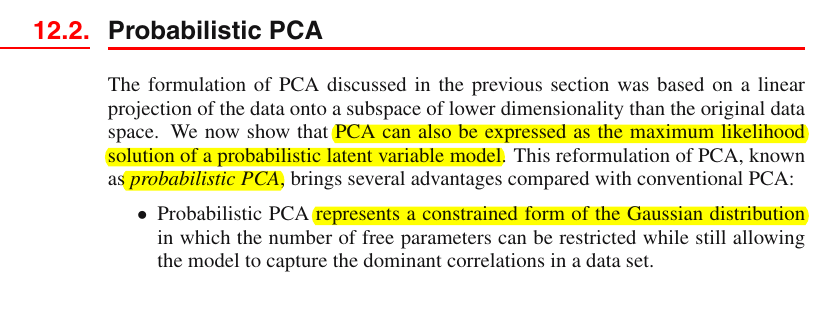 12.2. Probabilistic PCA
The formulation of PCA discussed in the previous section was based on a linear
projection of the data onto a subspace of lower dimensionality than the original data
space. We now show that PCA can also be expressed as the maximum likelihood
solution of a probabilistic latent variable model. This reformulation of PCA, known
as probabilistic PCA, brings several advantages compared with conventional PCA:
• Probabilistic PCA represents a constrained form of the Gaussian distribution
in which the number of free parameters can be restricted while still allowing
the model to capture the dominant correlations in a data set.